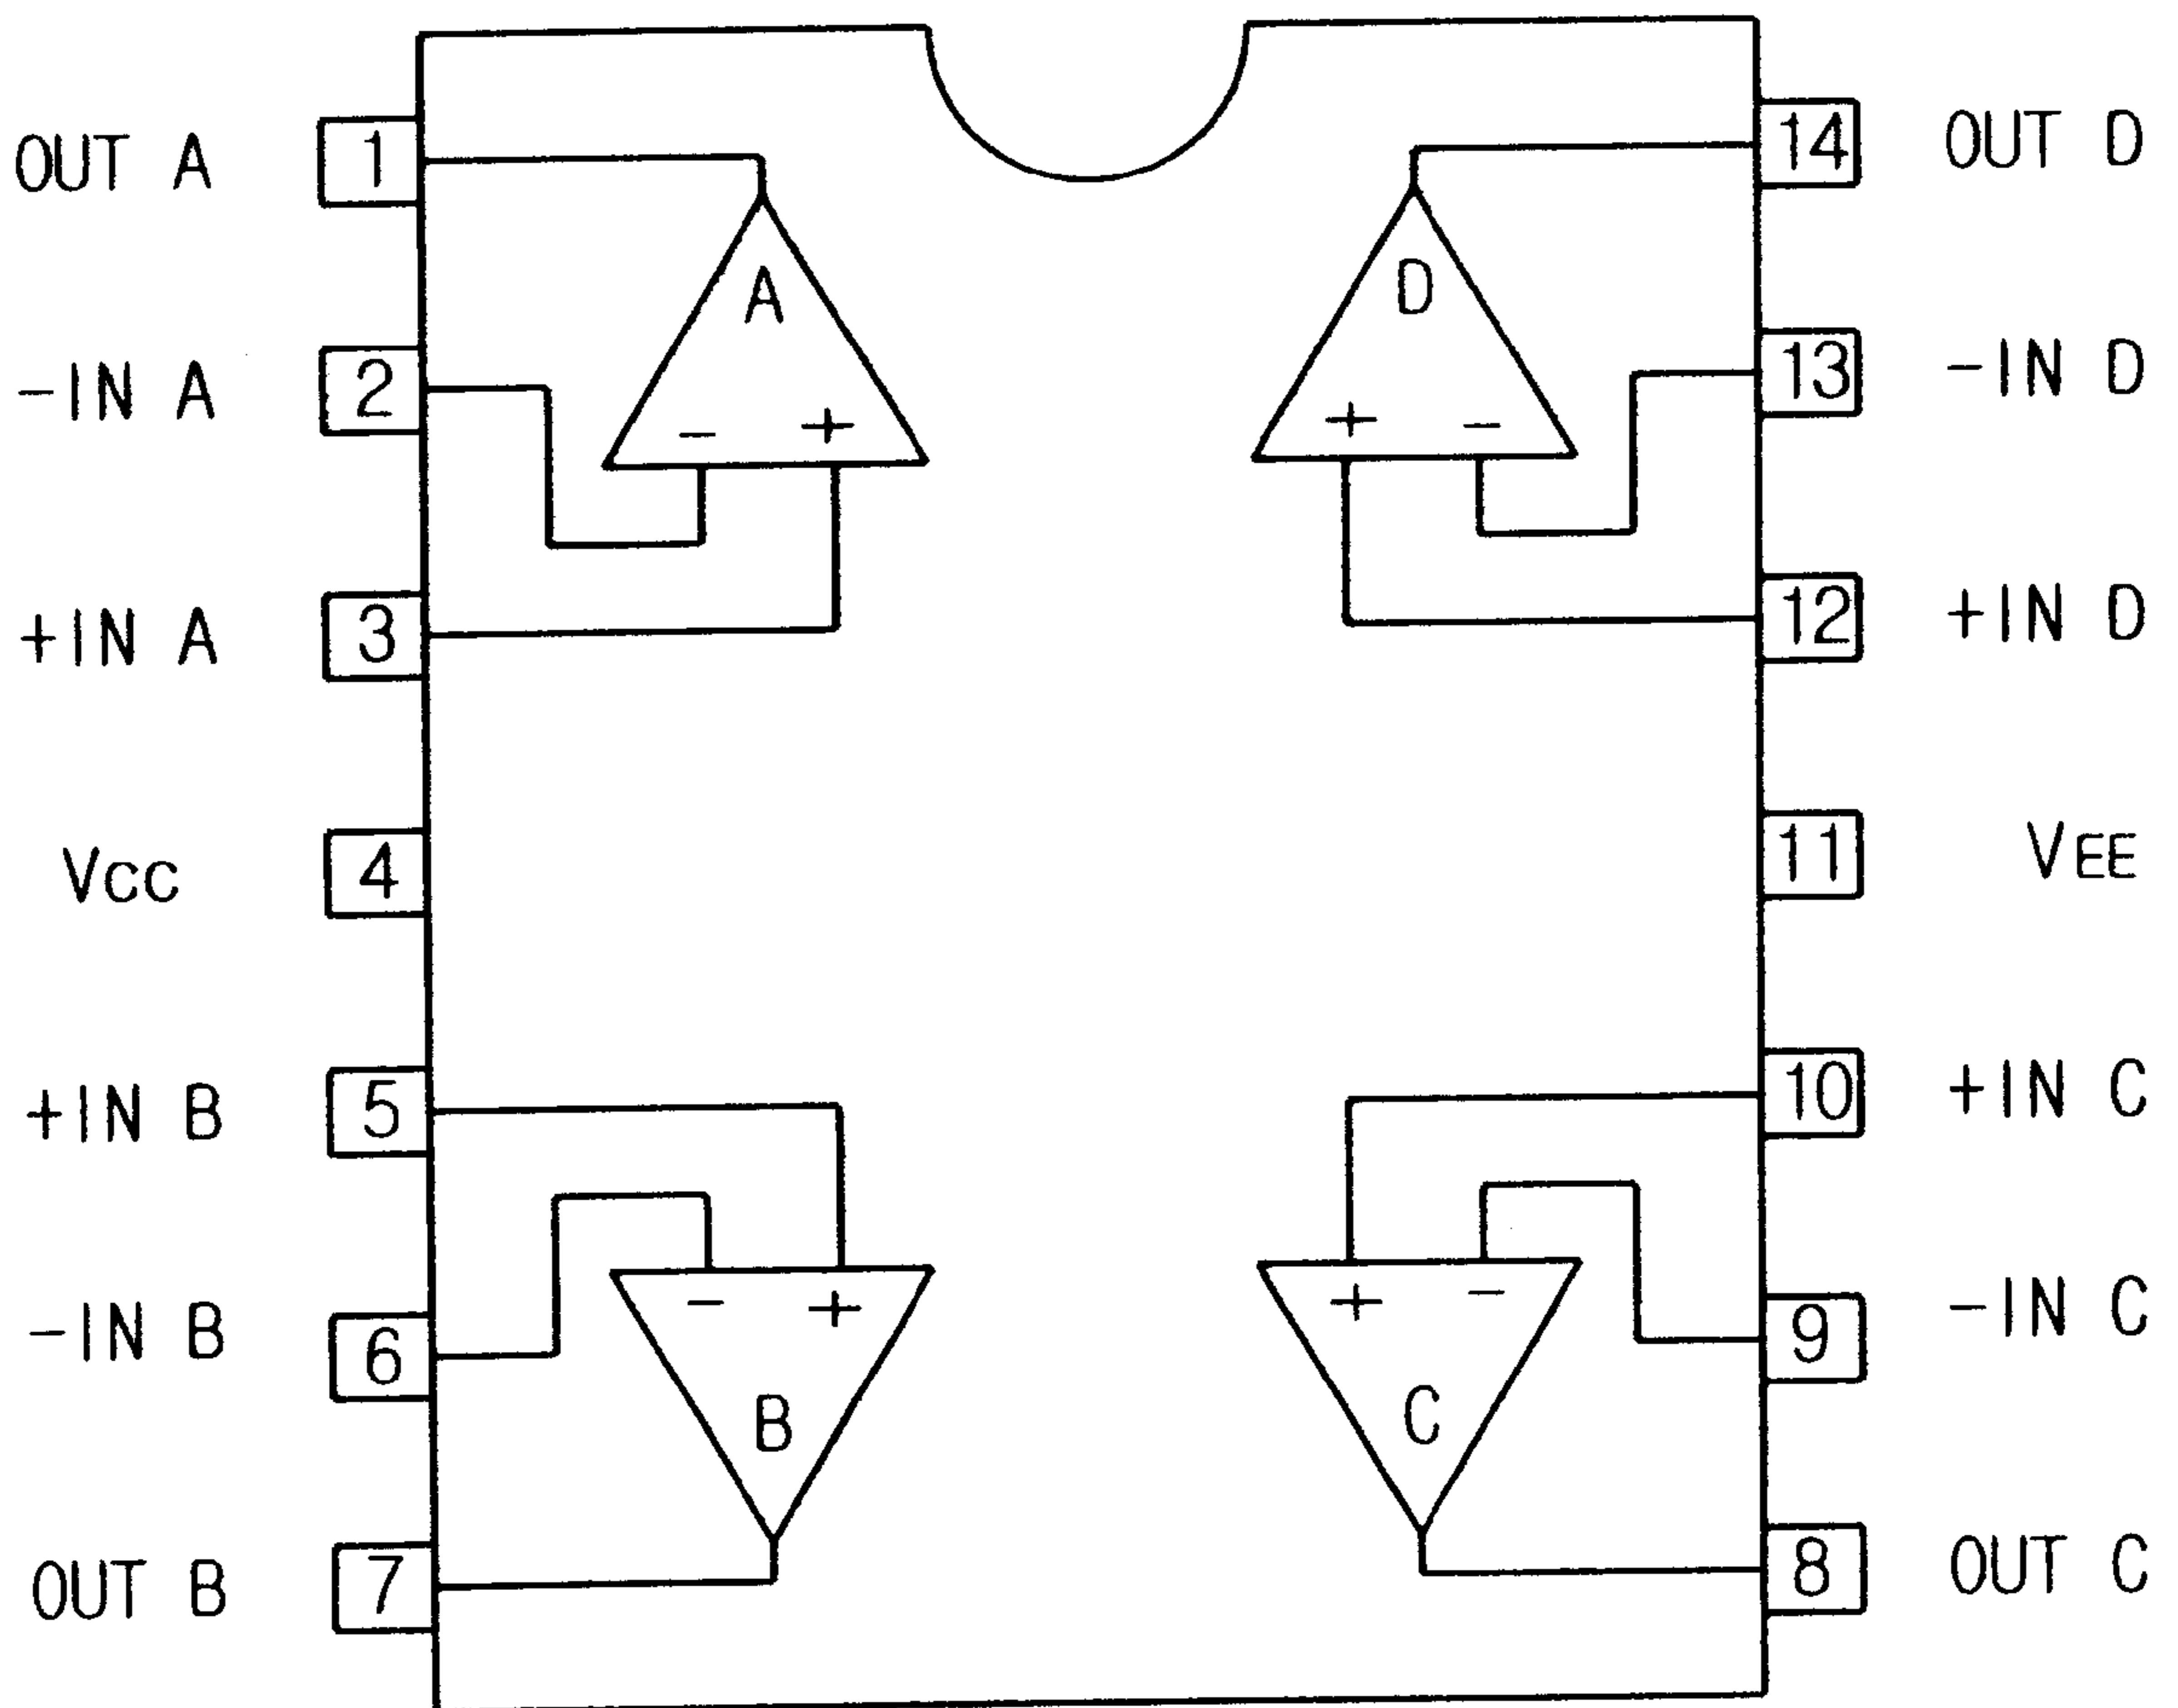 OUT A 1 14 OUT D
A D
-IN A 2 13 -IN D
- + + -
+IN A 3 12 +IN D
VCC 4 11 VEE
+IN B 5 10 +IN C
- + + -
-IN B 6 9 -IN C
B C
OUT B 7 8 OUT C